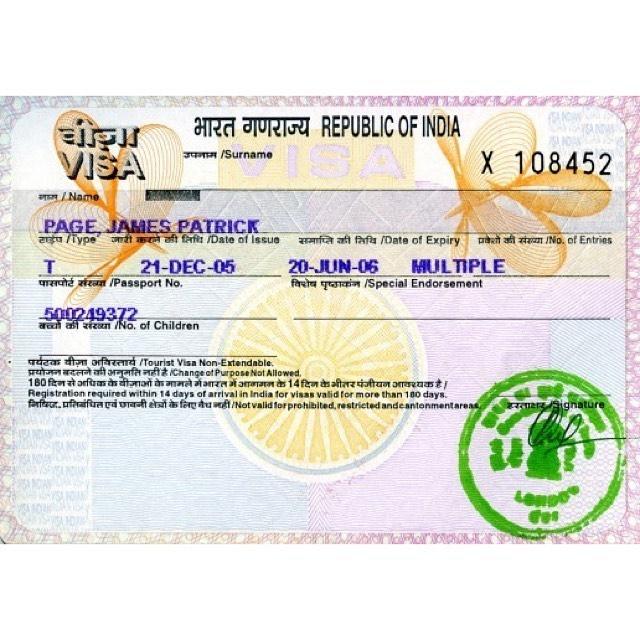 वीज़ा
VISA
भारत गणराज्य REPUBLIC OF INDIA
VISA
उपनाम /Surname
X 108452
नाम / Name
PAGE, JAMES PATRICK
टाईप /Type जारी करने की तिथि /Date of Issue समाप्ति की तिथि /Date of Expiry प्रवेशों की संख्या /No. of Entries
T 21-DEC-05 20-JUN-06 MULTIPLE
पासपोर्ट संख्या /Passport No. विशेष पृष्ठांकन /Special Endorsement
500249372
बच्चों की संख्या /No. of Children
पर्यटक वीज़ा अविस्तार्य /Tourist Visa Non-Extendable.
प्रयोजन बदलने की अनुमति नहीं है /Change of Purpose Not Allowed.
180 दिन से अधिक के वीज़ाओं के मामले में भारत में आगमन के 14 दिन के भीतर पंजीयन आवश्यक है /
Registration required within 14 days of arrival in India for visas valid for more than 180 days.
निषिद्ध, प्रतिबंधित एवं छावनी क्षेत्रों के लिए वैध नहीं /Not valid for prohibited, restricted and cantonment areas.
हस्ताक्षर /Signature
LONDON